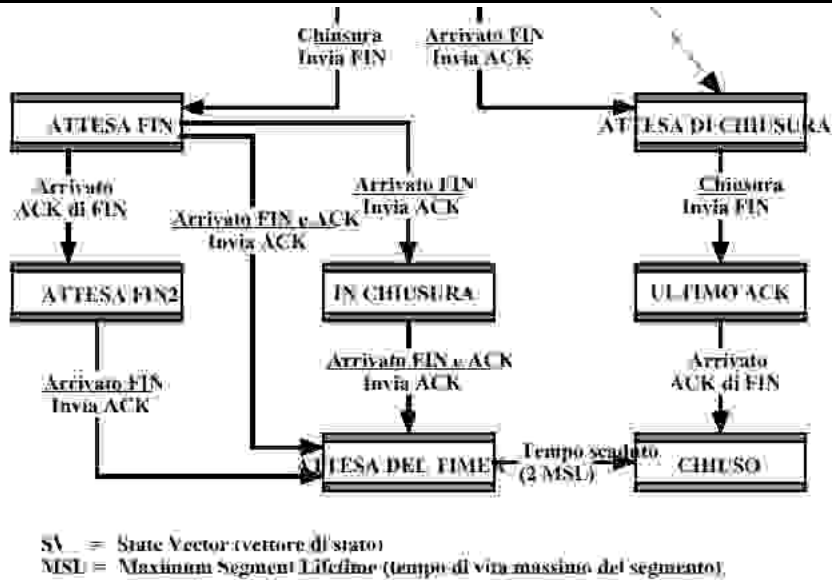 Chiusura
Invia FIN
Arrivato FIN
Invia ACK
ATTESA FIN
ATTESA DI CHIUSURA
Arrivato
ACK di FIN
Arrivato FIN e ACK
Invia ACK
Arrivato FIN
Invia ACK
Chiusura
Invia FIN
ATTESA FIN2
IN CHIUSURA
ULTIMO ACK
Arrivato FIN
Invia ACK
Arrivato FIN e ACK
Invia ACK
Arrivato
ACK di FIN
ATTESA DEL TIMER
Tempo scaduto
(2 MSL)
CHIUSO
SV = State Vector (vettore di stato)
MSL = Maximum Segment Lifetime (tempo di vita massimo del segmento)